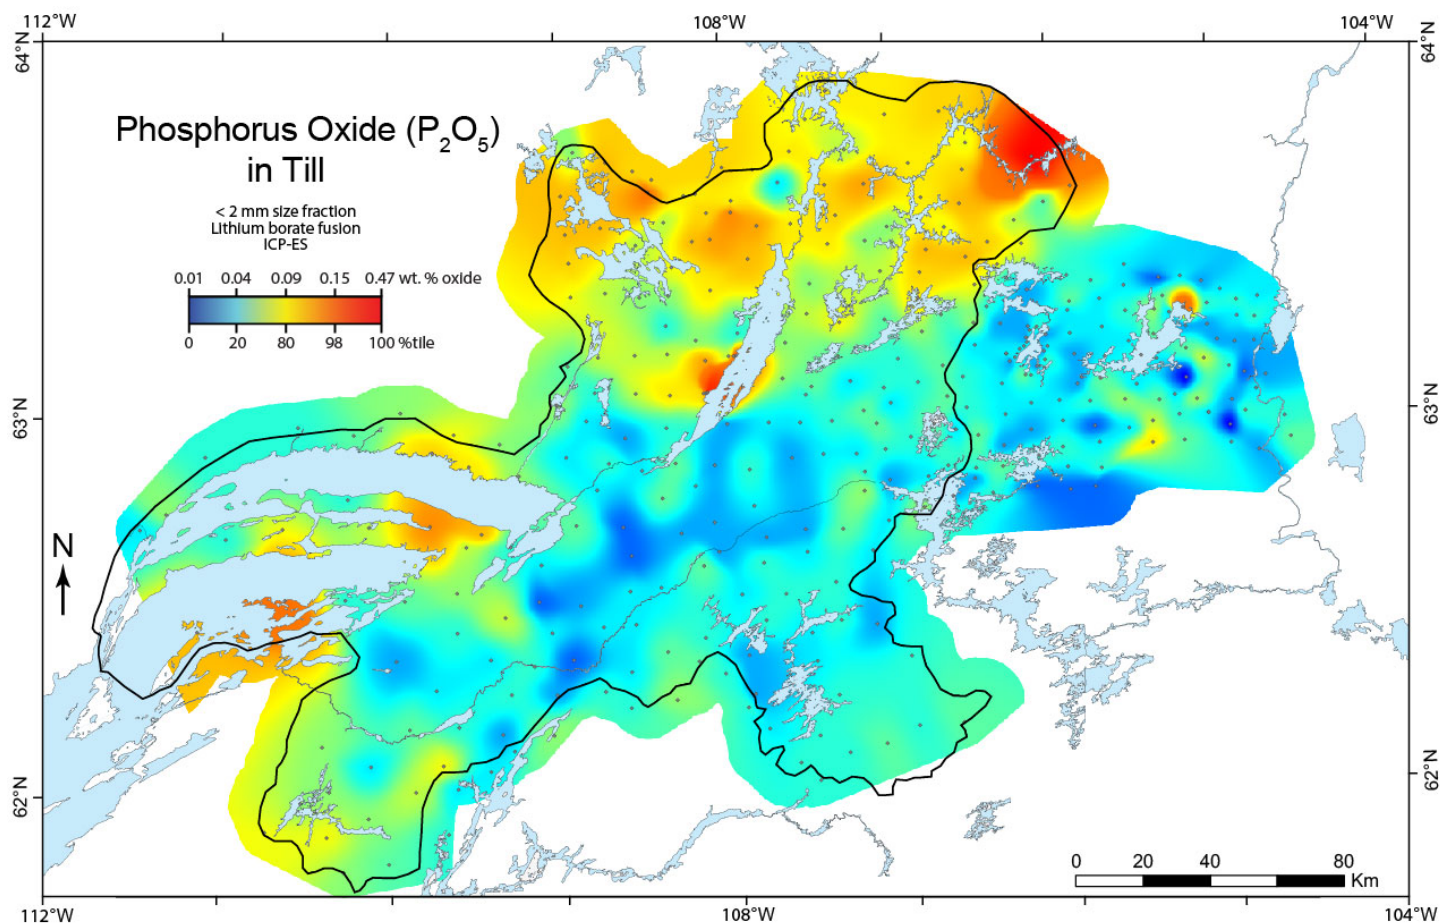 112°W 108°W 104°W
64°N 64°N
Phosphorus Oxide (P₂O₅)
in Till
< 2 mm size fraction
Lithium borate fusion
ICP-ES
0.01 0.04 0.09 0.15 0.47 wt. % oxide
0 20 80 98 100 %tile
63°N 63°N
N
62°N 62°N
0 20 40 80
Km
112°W 108°W 104°W